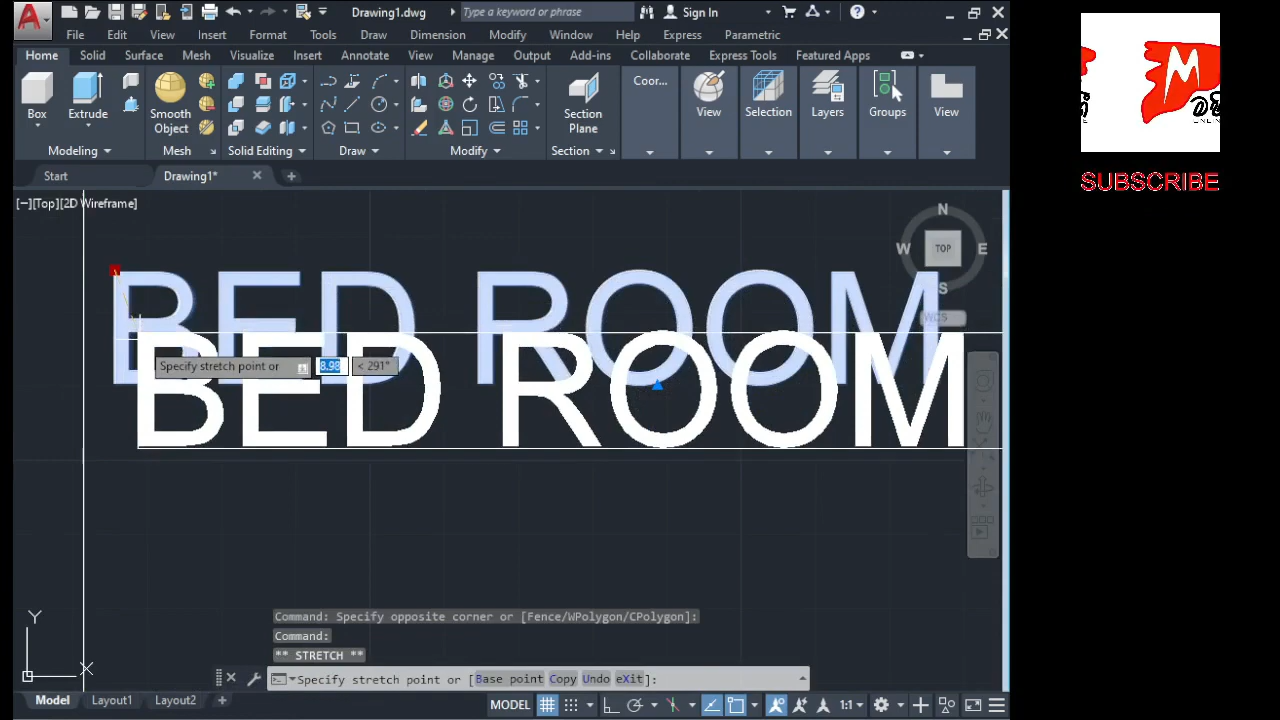 Drawing1.dwg
Type a keyword or phrase
Sign In
File Edit View Insert Format Tools Draw Dimension Modify Window Help Express Parametric
Home Solid Surface Mesh Visualize Insert Annotate View Manage Output Add-ins Collaborate Express Tools Featured Apps
Box
Extrude
Smooth
Object
Section
Plane
Coor...
View
Selection
Layers
Groups
View
Modeling
Mesh
Solid Editing
Draw
Modify
Section
Start
Drawing1*
[−][Top][2D Wireframe]
N
W
TOP
E
S
WCS
BED ROOM
BED ROOM
Specify stretch point or
8.98
< 291°
Y
X
Command: Specify opposite corner or [Fence/WPolygon/CPolygon]:
Command:
** STRETCH **
Specify stretch point or [Base point Copy Undo eXit]:
Model
Layout1
Layout2
MODEL
1:1
M
SUBSCRIBE